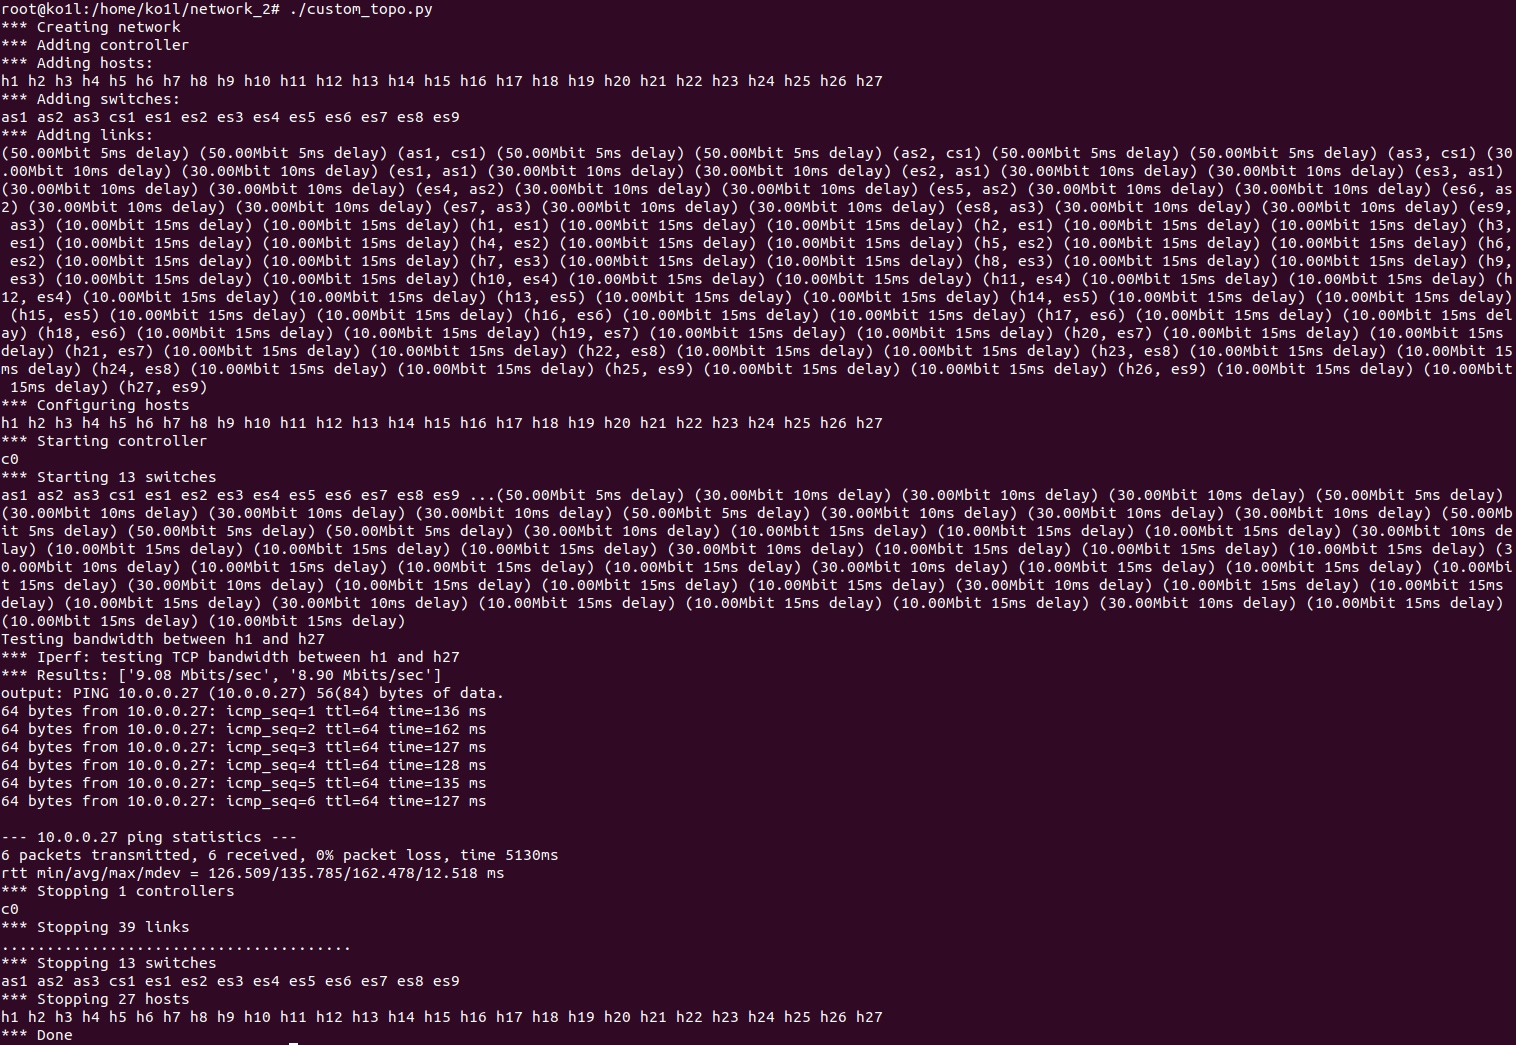 root@ko1l:/home/ko1l/network_2# ./custom_topo.py
*** Creating network
*** Adding controller
*** Adding hosts:
h1 h2 h3 h4 h5 h6 h7 h8 h9 h10 h11 h12 h13 h14 h15 h16 h17 h18 h19 h20 h21 h22 h23 h24 h25 h26 h27
*** Adding switches:
as1 as2 as3 cs1 es1 es2 es3 es4 es5 es6 es7 es8 es9
*** Adding links:
(50.00Mbit 5ms delay) (50.00Mbit 5ms delay) (as1, cs1) (50.00Mbit 5ms delay) (50.00Mbit 5ms delay) (as2, cs1) (50.00Mbit 5ms delay) (50.00Mbit 5ms delay) (as3, cs1) (30
.00Mbit 10ms delay) (30.00Mbit 10ms delay) (es1, as1) (30.00Mbit 10ms delay) (30.00Mbit 10ms delay) (es2, as1) (30.00Mbit 10ms delay) (30.00Mbit 10ms delay) (es3, as1)
(30.00Mbit 10ms delay) (30.00Mbit 10ms delay) (es4, as2) (30.00Mbit 10ms delay) (30.00Mbit 10ms delay) (es5, as2) (30.00Mbit 10ms delay) (30.00Mbit 10ms delay) (es6, as
2) (30.00Mbit 10ms delay) (30.00Mbit 10ms delay) (es7, as3) (30.00Mbit 10ms delay) (30.00Mbit 10ms delay) (es8, as3) (30.00Mbit 10ms delay) (30.00Mbit 10ms delay) (es9,
 as3) (10.00Mbit 15ms delay) (10.00Mbit 15ms delay) (h1, es1) (10.00Mbit 15ms delay) (10.00Mbit 15ms delay) (h2, es1) (10.00Mbit 15ms delay) (10.00Mbit 15ms delay) (h3,
 es1) (10.00Mbit 15ms delay) (10.00Mbit 15ms delay) (h4, es2) (10.00Mbit 15ms delay) (10.00Mbit 15ms delay) (h5, es2) (10.00Mbit 15ms delay) (10.00Mbit 15ms delay) (h6,
 es2) (10.00Mbit 15ms delay) (10.00Mbit 15ms delay) (h7, es3) (10.00Mbit 15ms delay) (10.00Mbit 15ms delay) (h8, es3) (10.00Mbit 15ms delay) (10.00Mbit 15ms delay) (h9,
 es3) (10.00Mbit 15ms delay) (10.00Mbit 15ms delay) (h10, es4) (10.00Mbit 15ms delay) (10.00Mbit 15ms delay) (h11, es4) (10.00Mbit 15ms delay) (10.00Mbit 15ms delay) (h
12, es4) (10.00Mbit 15ms delay) (10.00Mbit 15ms delay) (h13, es5) (10.00Mbit 15ms delay) (10.00Mbit 15ms delay) (h14, es5) (10.00Mbit 15ms delay) (10.00Mbit 15ms delay)
 (h15, es5) (10.00Mbit 15ms delay) (10.00Mbit 15ms delay) (h16, es6) (10.00Mbit 15ms delay) (10.00Mbit 15ms delay) (h17, es6) (10.00Mbit 15ms delay) (10.00Mbit 15ms del
ay) (h18, es6) (10.00Mbit 15ms delay) (10.00Mbit 15ms delay) (h19, es7) (10.00Mbit 15ms delay) (10.00Mbit 15ms delay) (h20, es7) (10.00Mbit 15ms delay) (10.00Mbit 15ms
delay) (h21, es7) (10.00Mbit 15ms delay) (10.00Mbit 15ms delay) (h22, es8) (10.00Mbit 15ms delay) (10.00Mbit 15ms delay) (h23, es8) (10.00Mbit 15ms delay) (10.00Mbit 15
ms delay) (h24, es8) (10.00Mbit 15ms delay) (10.00Mbit 15ms delay) (h25, es9) (10.00Mbit 15ms delay) (10.00Mbit 15ms delay) (h26, es9) (10.00Mbit 15ms delay) (10.00Mbit
 15ms delay) (h27, es9)
*** Configuring hosts
h1 h2 h3 h4 h5 h6 h7 h8 h9 h10 h11 h12 h13 h14 h15 h16 h17 h18 h19 h20 h21 h22 h23 h24 h25 h26 h27
*** Starting controller
c0
*** Starting 13 switches
as1 as2 as3 cs1 es1 es2 es3 es4 es5 es6 es7 es8 es9 ...(50.00Mbit 5ms delay) (30.00Mbit 10ms delay) (30.00Mbit 10ms delay) (30.00Mbit 10ms delay) (50.00Mbit 5ms delay)
(30.00Mbit 10ms delay) (30.00Mbit 10ms delay) (30.00Mbit 10ms delay) (50.00Mbit 5ms delay) (30.00Mbit 10ms delay) (30.00Mbit 10ms delay) (30.00Mbit 10ms delay) (50.00Mb
it 5ms delay) (50.00Mbit 5ms delay) (50.00Mbit 5ms delay) (30.00Mbit 10ms delay) (10.00Mbit 15ms delay) (10.00Mbit 15ms delay) (10.00Mbit 15ms delay) (30.00Mbit 10ms de
lay) (10.00Mbit 15ms delay) (10.00Mbit 15ms delay) (10.00Mbit 15ms delay) (30.00Mbit 10ms delay) (10.00Mbit 15ms delay) (10.00Mbit 15ms delay) (10.00Mbit 15ms delay) (3
0.00Mbit 10ms delay) (10.00Mbit 15ms delay) (10.00Mbit 15ms delay) (10.00Mbit 15ms delay) (30.00Mbit 10ms delay) (10.00Mbit 15ms delay) (10.00Mbit 15ms delay) (10.00Mbi
t 15ms delay) (30.00Mbit 10ms delay) (10.00Mbit 15ms delay) (10.00Mbit 15ms delay) (10.00Mbit 15ms delay) (30.00Mbit 10ms delay) (10.00Mbit 15ms delay) (10.00Mbit 15ms
delay) (10.00Mbit 15ms delay) (30.00Mbit 10ms delay) (10.00Mbit 15ms delay) (10.00Mbit 15ms delay) (10.00Mbit 15ms delay) (30.00Mbit 10ms delay) (10.00Mbit 15ms delay)
(10.00Mbit 15ms delay) (10.00Mbit 15ms delay)
Testing bandwidth between h1 and h27
*** Iperf: testing TCP bandwidth between h1 and h27
*** Results: ['9.08 Mbits/sec', '8.90 Mbits/sec']
output: PING 10.0.0.27 (10.0.0.27) 56(84) bytes of data.
64 bytes from 10.0.0.27: icmp_seq=1 ttl=64 time=136 ms
64 bytes from 10.0.0.27: icmp_seq=2 ttl=64 time=162 ms
64 bytes from 10.0.0.27: icmp_seq=3 ttl=64 time=127 ms
64 bytes from 10.0.0.27: icmp_seq=4 ttl=64 time=128 ms
64 bytes from 10.0.0.27: icmp_seq=5 ttl=64 time=135 ms
64 bytes from 10.0.0.27: icmp_seq=6 ttl=64 time=127 ms
--- 10.0.0.27 ping statistics ---
6 packets transmitted, 6 received, 0% packet loss, time 5130ms
rtt min/avg/max/mdev = 126.509/135.785/162.478/12.518 ms
*** Stopping 1 controllers
c0
*** Stopping 39 links
.......................................
*** Stopping 13 switches
as1 as2 as3 cs1 es1 es2 es3 es4 es5 es6 es7 es8 es9
*** Stopping 27 hosts
h1 h2 h3 h4 h5 h6 h7 h8 h9 h10 h11 h12 h13 h14 h15 h16 h17 h18 h19 h20 h21 h22 h23 h24 h25 h26 h27
*** Done